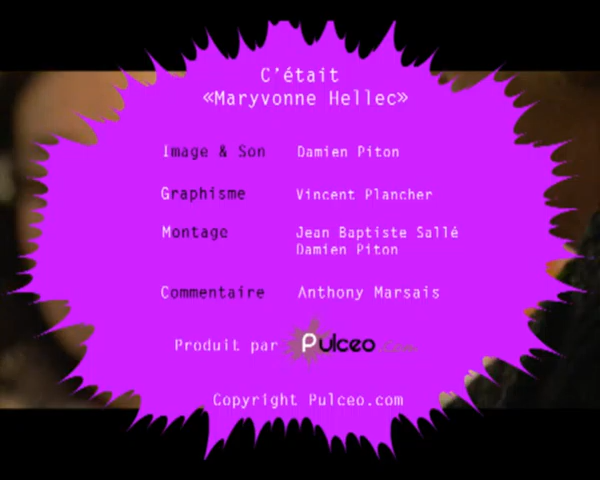 C'était
«Maryvonne Hellec»
Image & Son Damien Piton
Graphisme Vincent Plancher
Montage Jean Baptiste Sallé
Damien Piton
Commentaire Anthony Marsais
Produit par Pulceo.Com
Copyright Pulceo.com